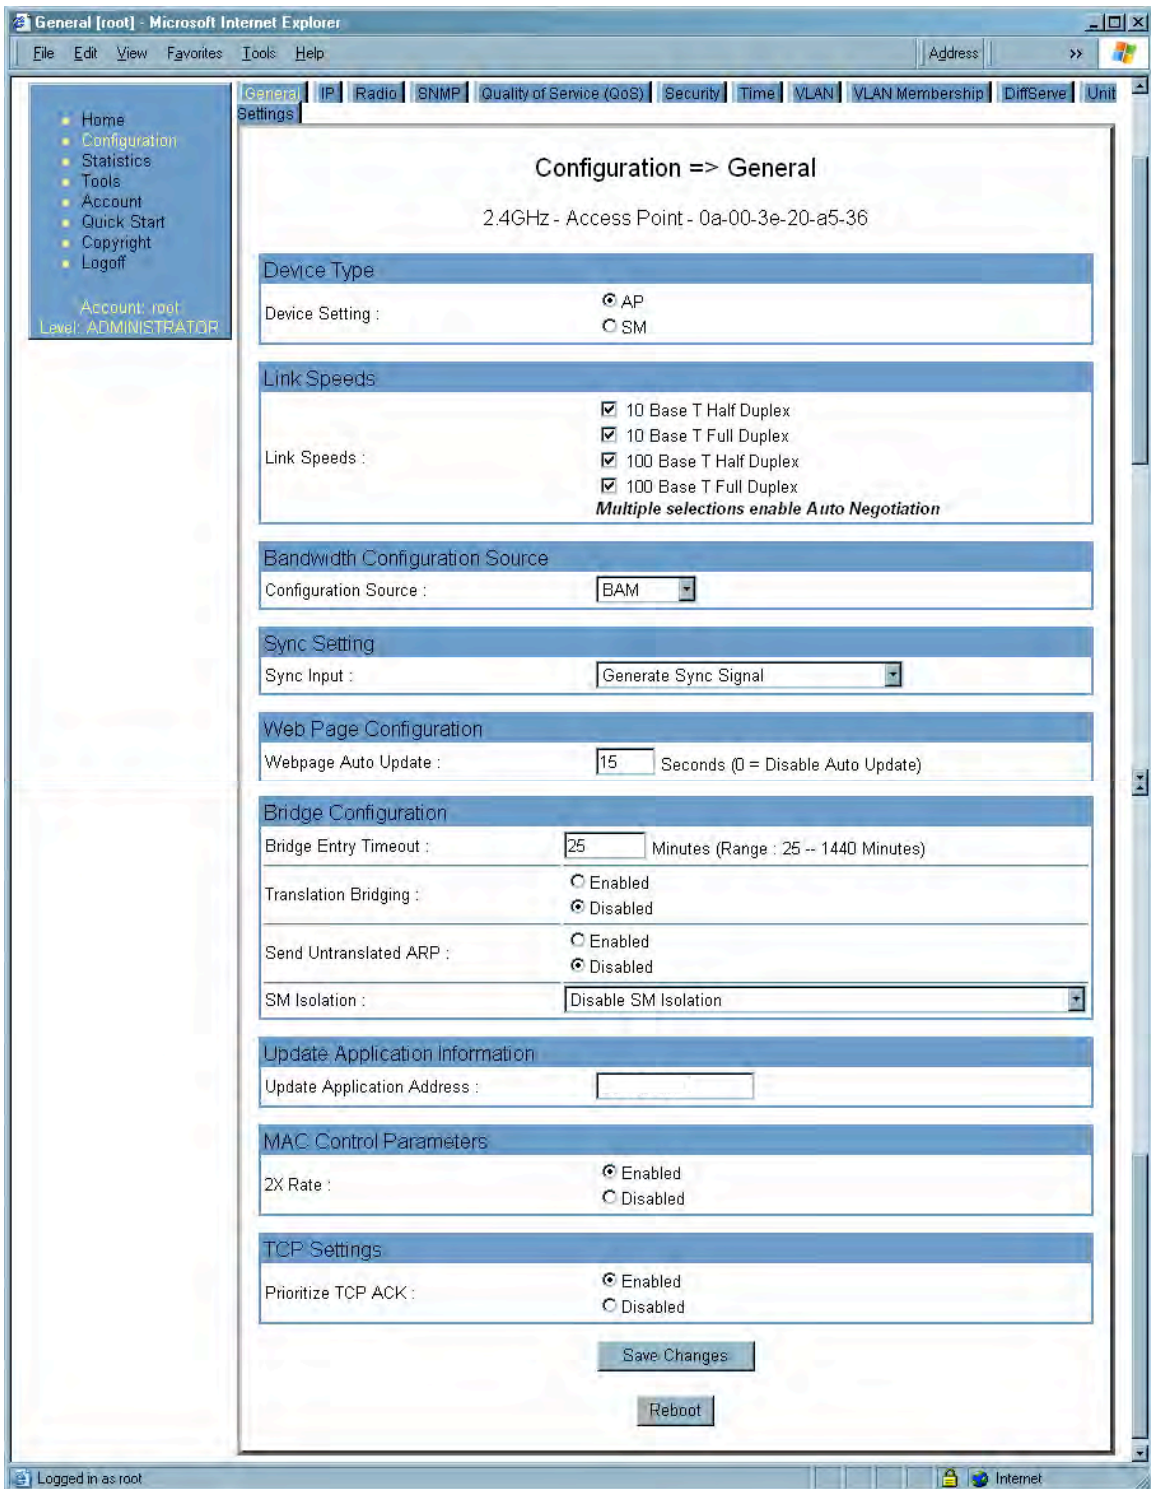 General [root] - Microsoft Internet Explorer
File Edit View Favorites Tools Help Address >>
Home
Configuration
Statistics
Tools
Account
Quick Start
Copyright
Logoff
Account: root
Level: ADMINISTRATOR
General IP Radio SNMP Quality of Service (QoS) Security Time VLAN VLAN Membership DiffServe Unit
Settings
Configuration => General
2.4GHz - Access Point - 0a-00-3e-20-a5-36
Device Type
Device Setting :
AP
SM
Link Speeds
Link Speeds :
10 Base T Half Duplex
10 Base T Full Duplex
100 Base T Half Duplex
100 Base T Full Duplex
Multiple selections enable Auto Negotiation
Bandwidth Configuration Source
Configuration Source : BAM
Sync Setting
Sync Input : Generate Sync Signal
Web Page Configuration
Webpage Auto Update : 15 Seconds (0 = Disable Auto Update)
Bridge Configuration
Bridge Entry Timeout : 25 Minutes (Range : 25 -- 1440 Minutes)
Translation Bridging :
Enabled
Disabled
Send Untranslated ARP :
Enabled
Disabled
SM Isolation : Disable SM Isolation
Update Application Information
Update Application Address :
MAC Control Parameters
2X Rate :
Enabled
Disabled
TCP Settings
Prioritize TCP ACK :
Enabled
Disabled
Save Changes
Reboot
Logged in as root Internet